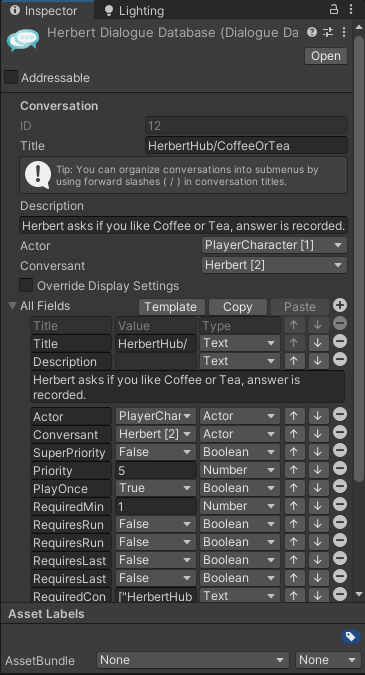 Inspector Lighting
Herbert Dialogue Database (Dialogue Da
Open
Addressable
Conversation
ID 12
Title HerbertHub/CoffeeOrTea
Tip: You can organize conversations into submenus by
using forward slashes ( / ) in conversation titles.
Description
Herbert asks if you like Coffee or Tea, answer is recorded.
Actor PlayerCharacter [1]
Conversant Herbert [2]
Override Display Settings
All Fields Template Copy Paste
Title Value Type
Title HerbertHub/ Text
Description Text
Herbert asks if you like Coffee or Tea, answer is
recorded.
Actor PlayerChar Actor
Conversant Herbert [2] Actor
SuperPriority False Boolean
Priority 5 Number
PlayOnce True Boolean
RequiredMin 1 Number
RequiresRun False Boolean
RequiresRun False Boolean
RequiresLast False Boolean
RequiresLast False Boolean
RequiredCon ["HerbertHub Text
Asset Labels
AssetBundle None None